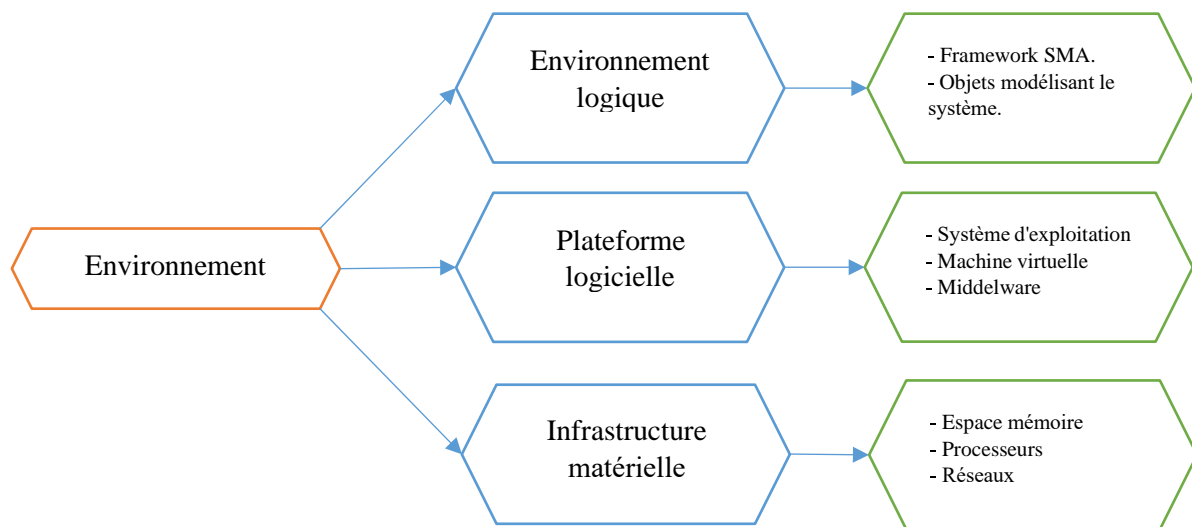 Environnement
logique
- Framework SMA.
- Objets modélisant le
système.
Environnement
Plateforme
logicielle
- Système d'exploitation
- Machine virtuelle
- Middelware
Infrastructure
matérielle
- Espace mémoire
- Processeurs
- Réseaux